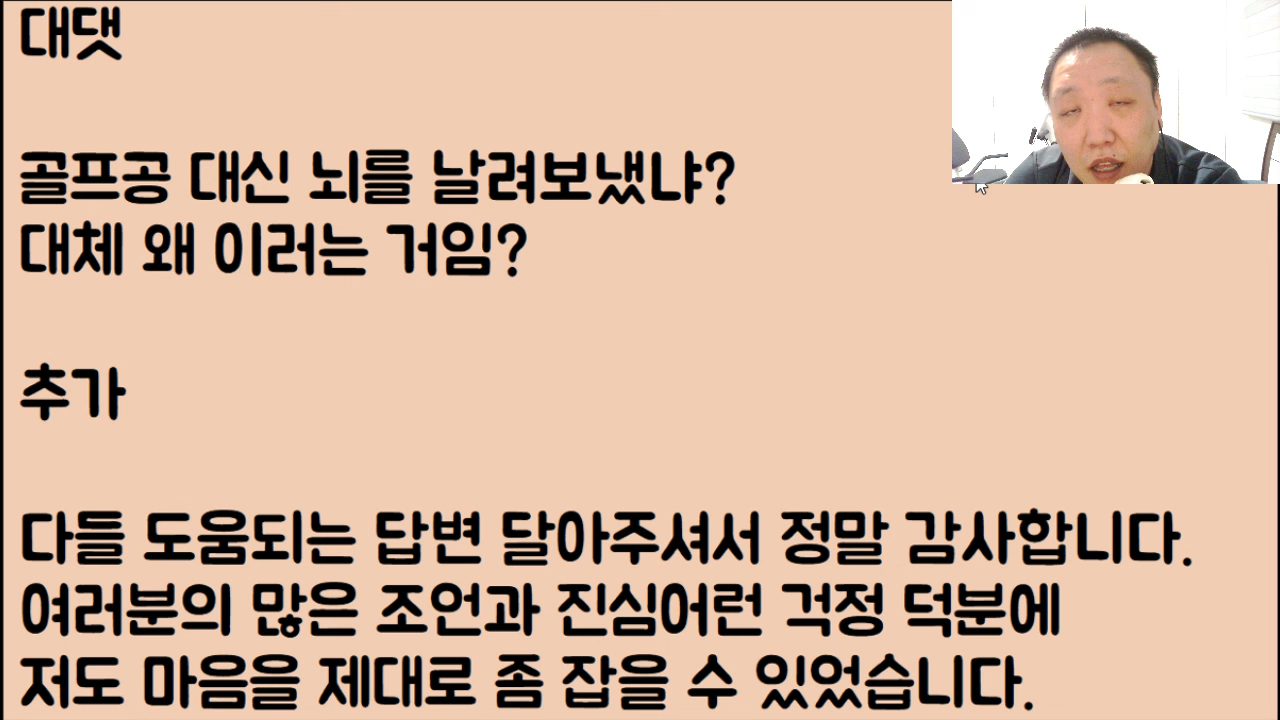 대댓
골프공 대신 뇌를 날려보냈냐?
대체 왜 이러는 거임?
추가
다들 도움되는 답변 달아주셔서 정말 감사합니다.
여러분의 많은 조언과 진심어런 걱정 덕분에
저도 마음을 제대로 좀 잡을 수 있었습니다.